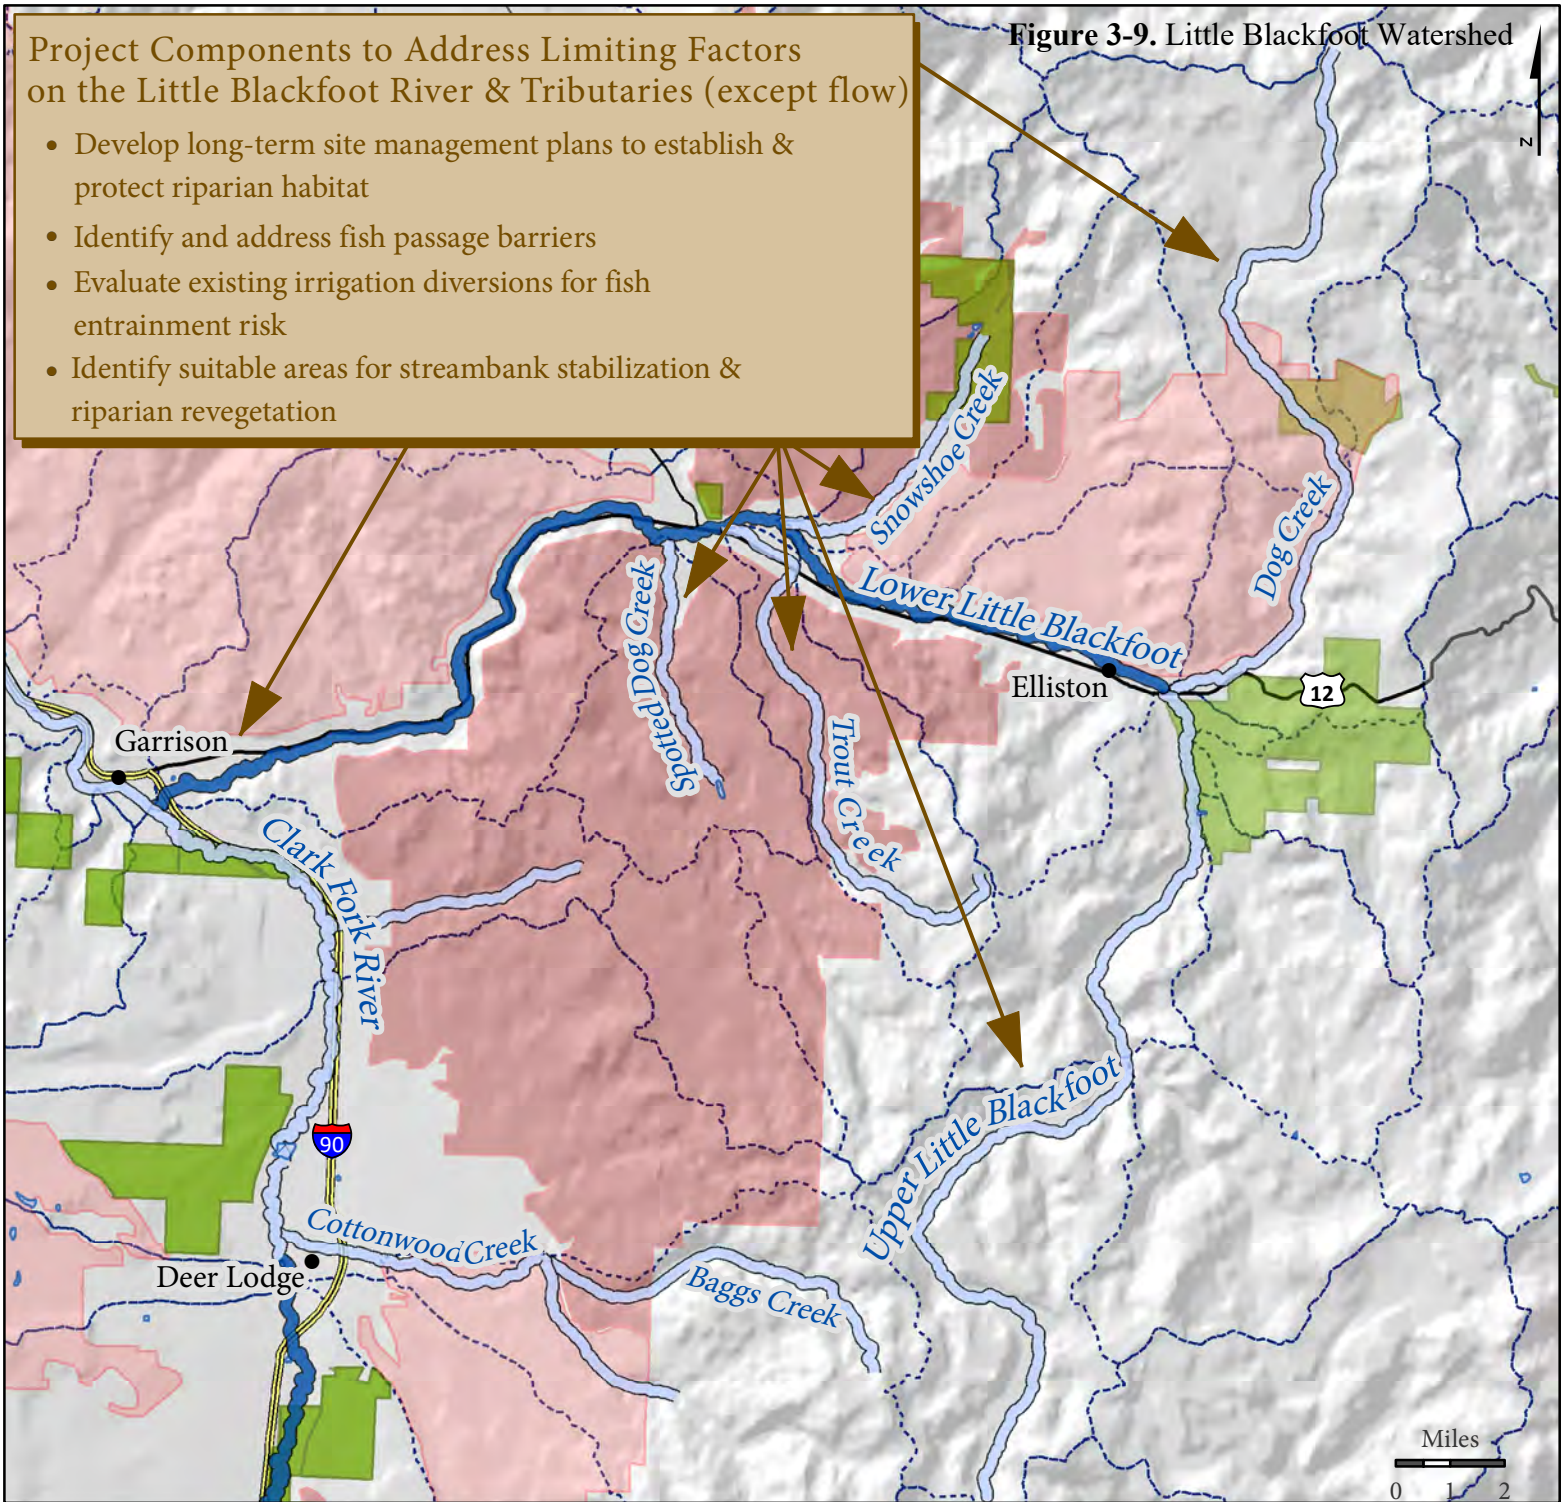 Figure 3-9. Little Blackfoot Watershed
Project Components to Address Limiting Factors
on the Little Blackfoot River & Tributaries (except flow)
• Develop long-term site management plans to establish &
protect riparian habitat
• Identify and address fish passage barriers
• Evaluate existing irrigation diversions for fish
entrainment risk
• Identify suitable areas for streambank stabilization &
riparian revegetation
N
Snowshoe Creek
Dog Creek
Spotted Dog Creek
Lower Little Blackfoot
Elliston
12
Garrison
Trout Creek
Clark Fork River
Upper Little Blackfoot
90
Cottonwood Creek
Deer Lodge
Baggs Creek
Miles
0 1 2